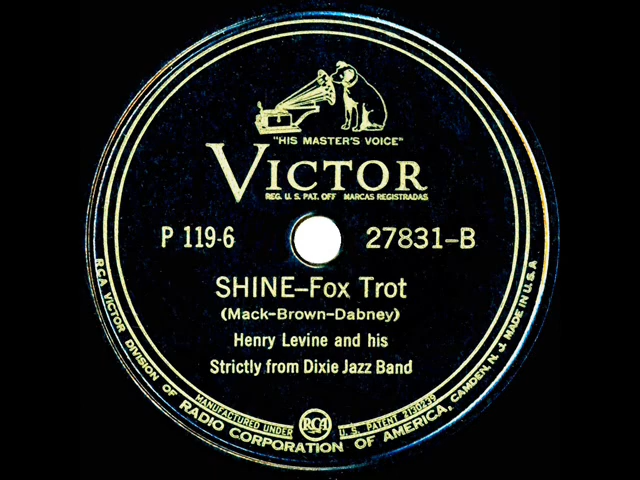 "HIS MASTER'S VOICE"
VICTOR
REG. U.S. PAT. OFF. MARCAS REGISTRADAS
P 119-6
27831-B
SHINE-Fox Trot
(Mack-Brown-Dabney)
Henry Levine and his
Strictly from Dixie Jazz Band
MANUFACTURED UNDER RCA U.S. PATENT 2130239
RCA VICTOR DIVISION OF RADIO CORPORATION OF AMERICA, CAMDEN, N. J. MADE IN U.S.A